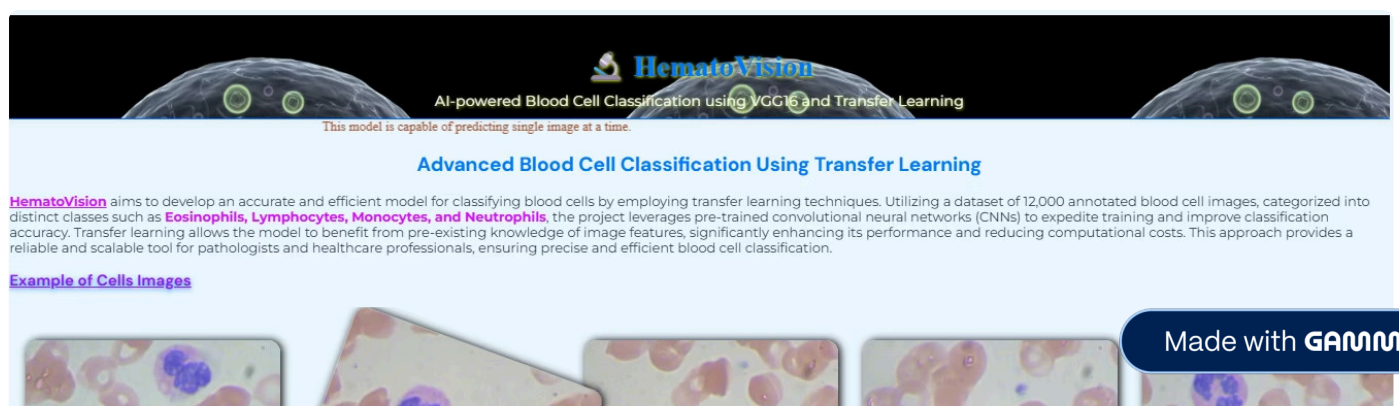 HematoVision
AI-powered Blood Cell Classification using VGG16 and Transfer Learning
This model is capable of predicting single image at a time.
Advanced Blood Cell Classification Using Transfer Learning
HematoVision aims to develop an accurate and efficient model for classifying blood cells by employing transfer learning techniques. Utilizing a dataset of 12,000 annotated blood cell images, categorized into
distinct classes such as Eosinophils, Lymphocytes, Monocytes, and Neutrophils, the project leverages pre-trained convolutional neural networks (CNNs) to expedite training and improve classification
accuracy. Transfer learning allows the model to benefit from pre-existing knowledge of image features, significantly enhancing its performance and reducing computational costs. This approach provides a
reliable and scalable tool for pathologists and healthcare professionals, ensuring precise and efficient blood cell classification.
Example of Cells Images
Made with GAMM